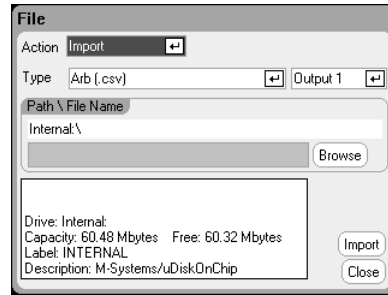 File
Action Import
Type Arb (.csv) Output 1
Path \ File Name
Internal:\
Browse
Drive: Internal:
Capacity: 60.48 Mbytes Free: 60.32 Mbytes
Label: INTERNAL
Description: M-Systems/uDiskOnChip
Import
Close